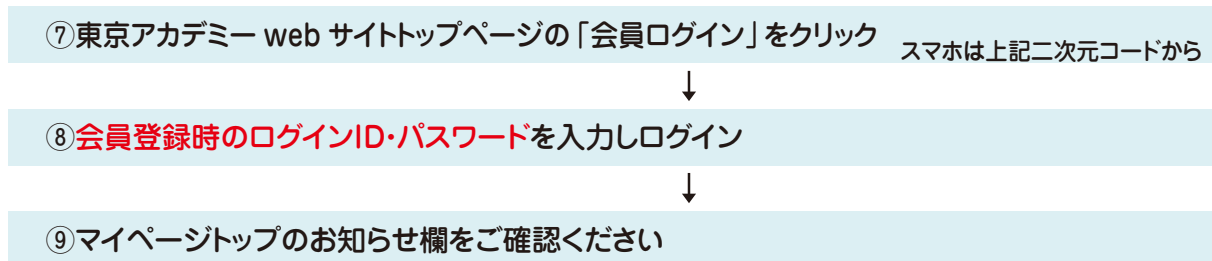 ⑦東京アカデミー web サイトトップページの「会員ログイン」をクリック スマホは上記二次元コードから
↓
⑧会員登録時のログインID・パスワードを入力しログイン
↓
⑨マイページトップのお知らせ欄をご確認ください